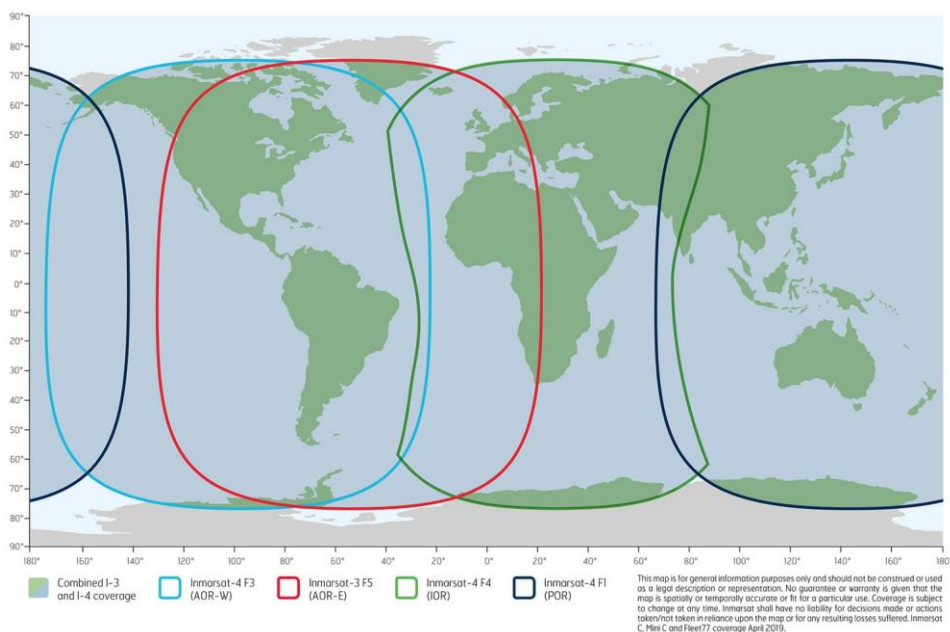 90°
80°
70°
60°
50°
40°
30°
20°
10°
0°
10°
20°
30°
40°
50°
60°
70°
80°
90°
180° 160° 140° 120° 100° 80° 60° 40° 20° 0° 20° 40° 60° 80° 100° 120° 140° 160° 180
Combined I-3
and I-4 coverage
Inmarsat-4 F3
(AOR-W)
Inmarsat-3 F5
(AOR-E)
Inmarsat-4 F4
(IOR)
Inmarsat-4 F1
(POR)
This map is for general information purposes only and should not be construed or used
as a legal description or representation. No guarantee or warranty is given that the
map is spatially or temporally accurate or fit for a particular use. Coverage is subject
to change at any time. Inmarsat shall have no liability for decisions made or actions
taken/not taken in reliance upon the map or for any resulting losses suffered. Inmarsat
C, Mini C and Fleet77 coverage April 2019.